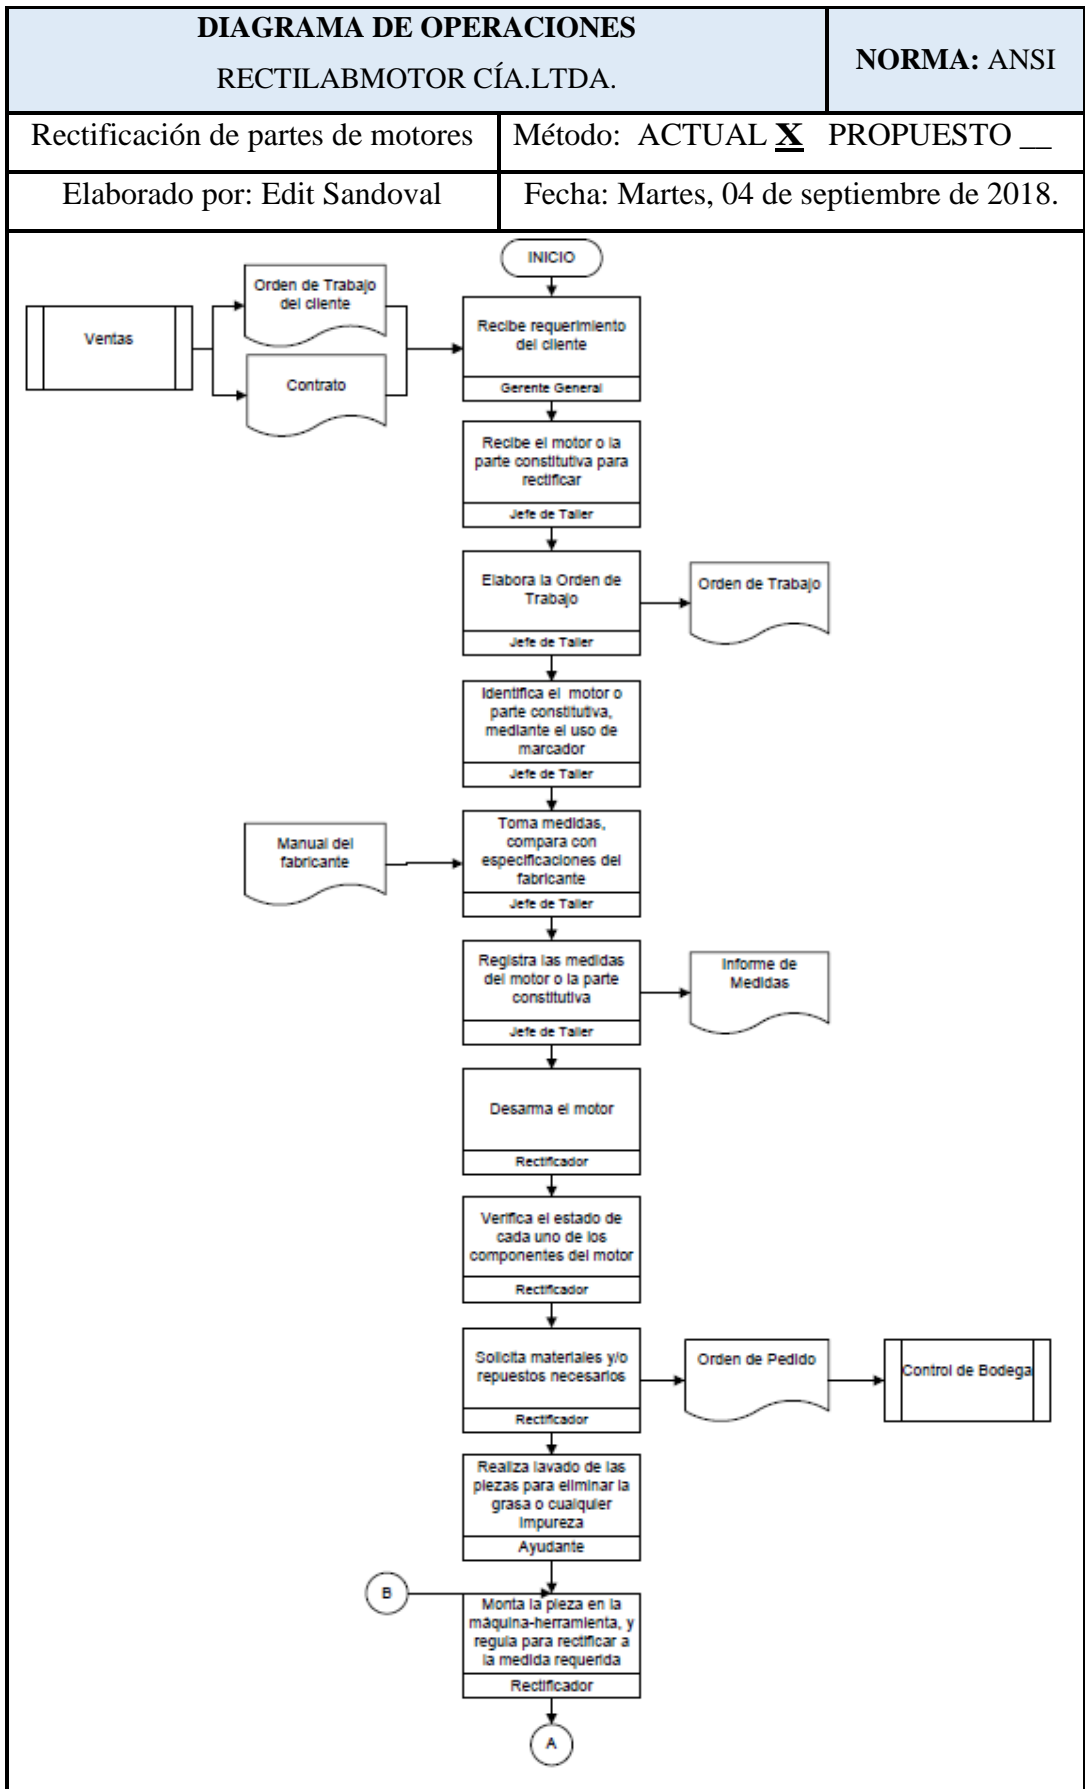 DIAGRAMA DE OPERACIONES
RECTILABMOTOR CÍA.LTDA.
NORMA: ANSI
Rectificación de partes de motores
Método: ACTUAL X PROPUESTO __
Elaborado por: Edit Sandoval
Fecha: Martes, 04 de septiembre de 2018.
INICIO
Ventas
Orden de Trabajo
del cliente
Contrato
Recibe requerimiento
del cliente
Gerente General
Recibe el motor o la
parte constitutiva para
rectificar
Jefe de Taller
Elabora la Orden de
Trabajo
Jefe de Taller
Orden de Trabajo
Identifica el motor o
parte constitutiva,
mediante el uso de
marcador
Jefe de Taller
Manual del
fabricante
Toma medidas,
compara con
especificaciones del
fabricante
Jefe de Taller
Registra las medidas
del motor o la parte
constitutiva
Jefe de Taller
Informe de
Medidas
Desarma el motor
Rectificador
Verifica el estado de
cada uno de los
componentes del motor
Rectificador
Solicita materiales y/o
repuestos necesarios
Rectificador
Orden de Pedido
Control de Bodega
Realiza lavado de las
piezas para eliminar la
grasa o cualquier
impureza
Ayudante
B
Monta la pieza en la
máquina-herramienta, y
regula para rectificar a
la medida requerida
Rectificador
A